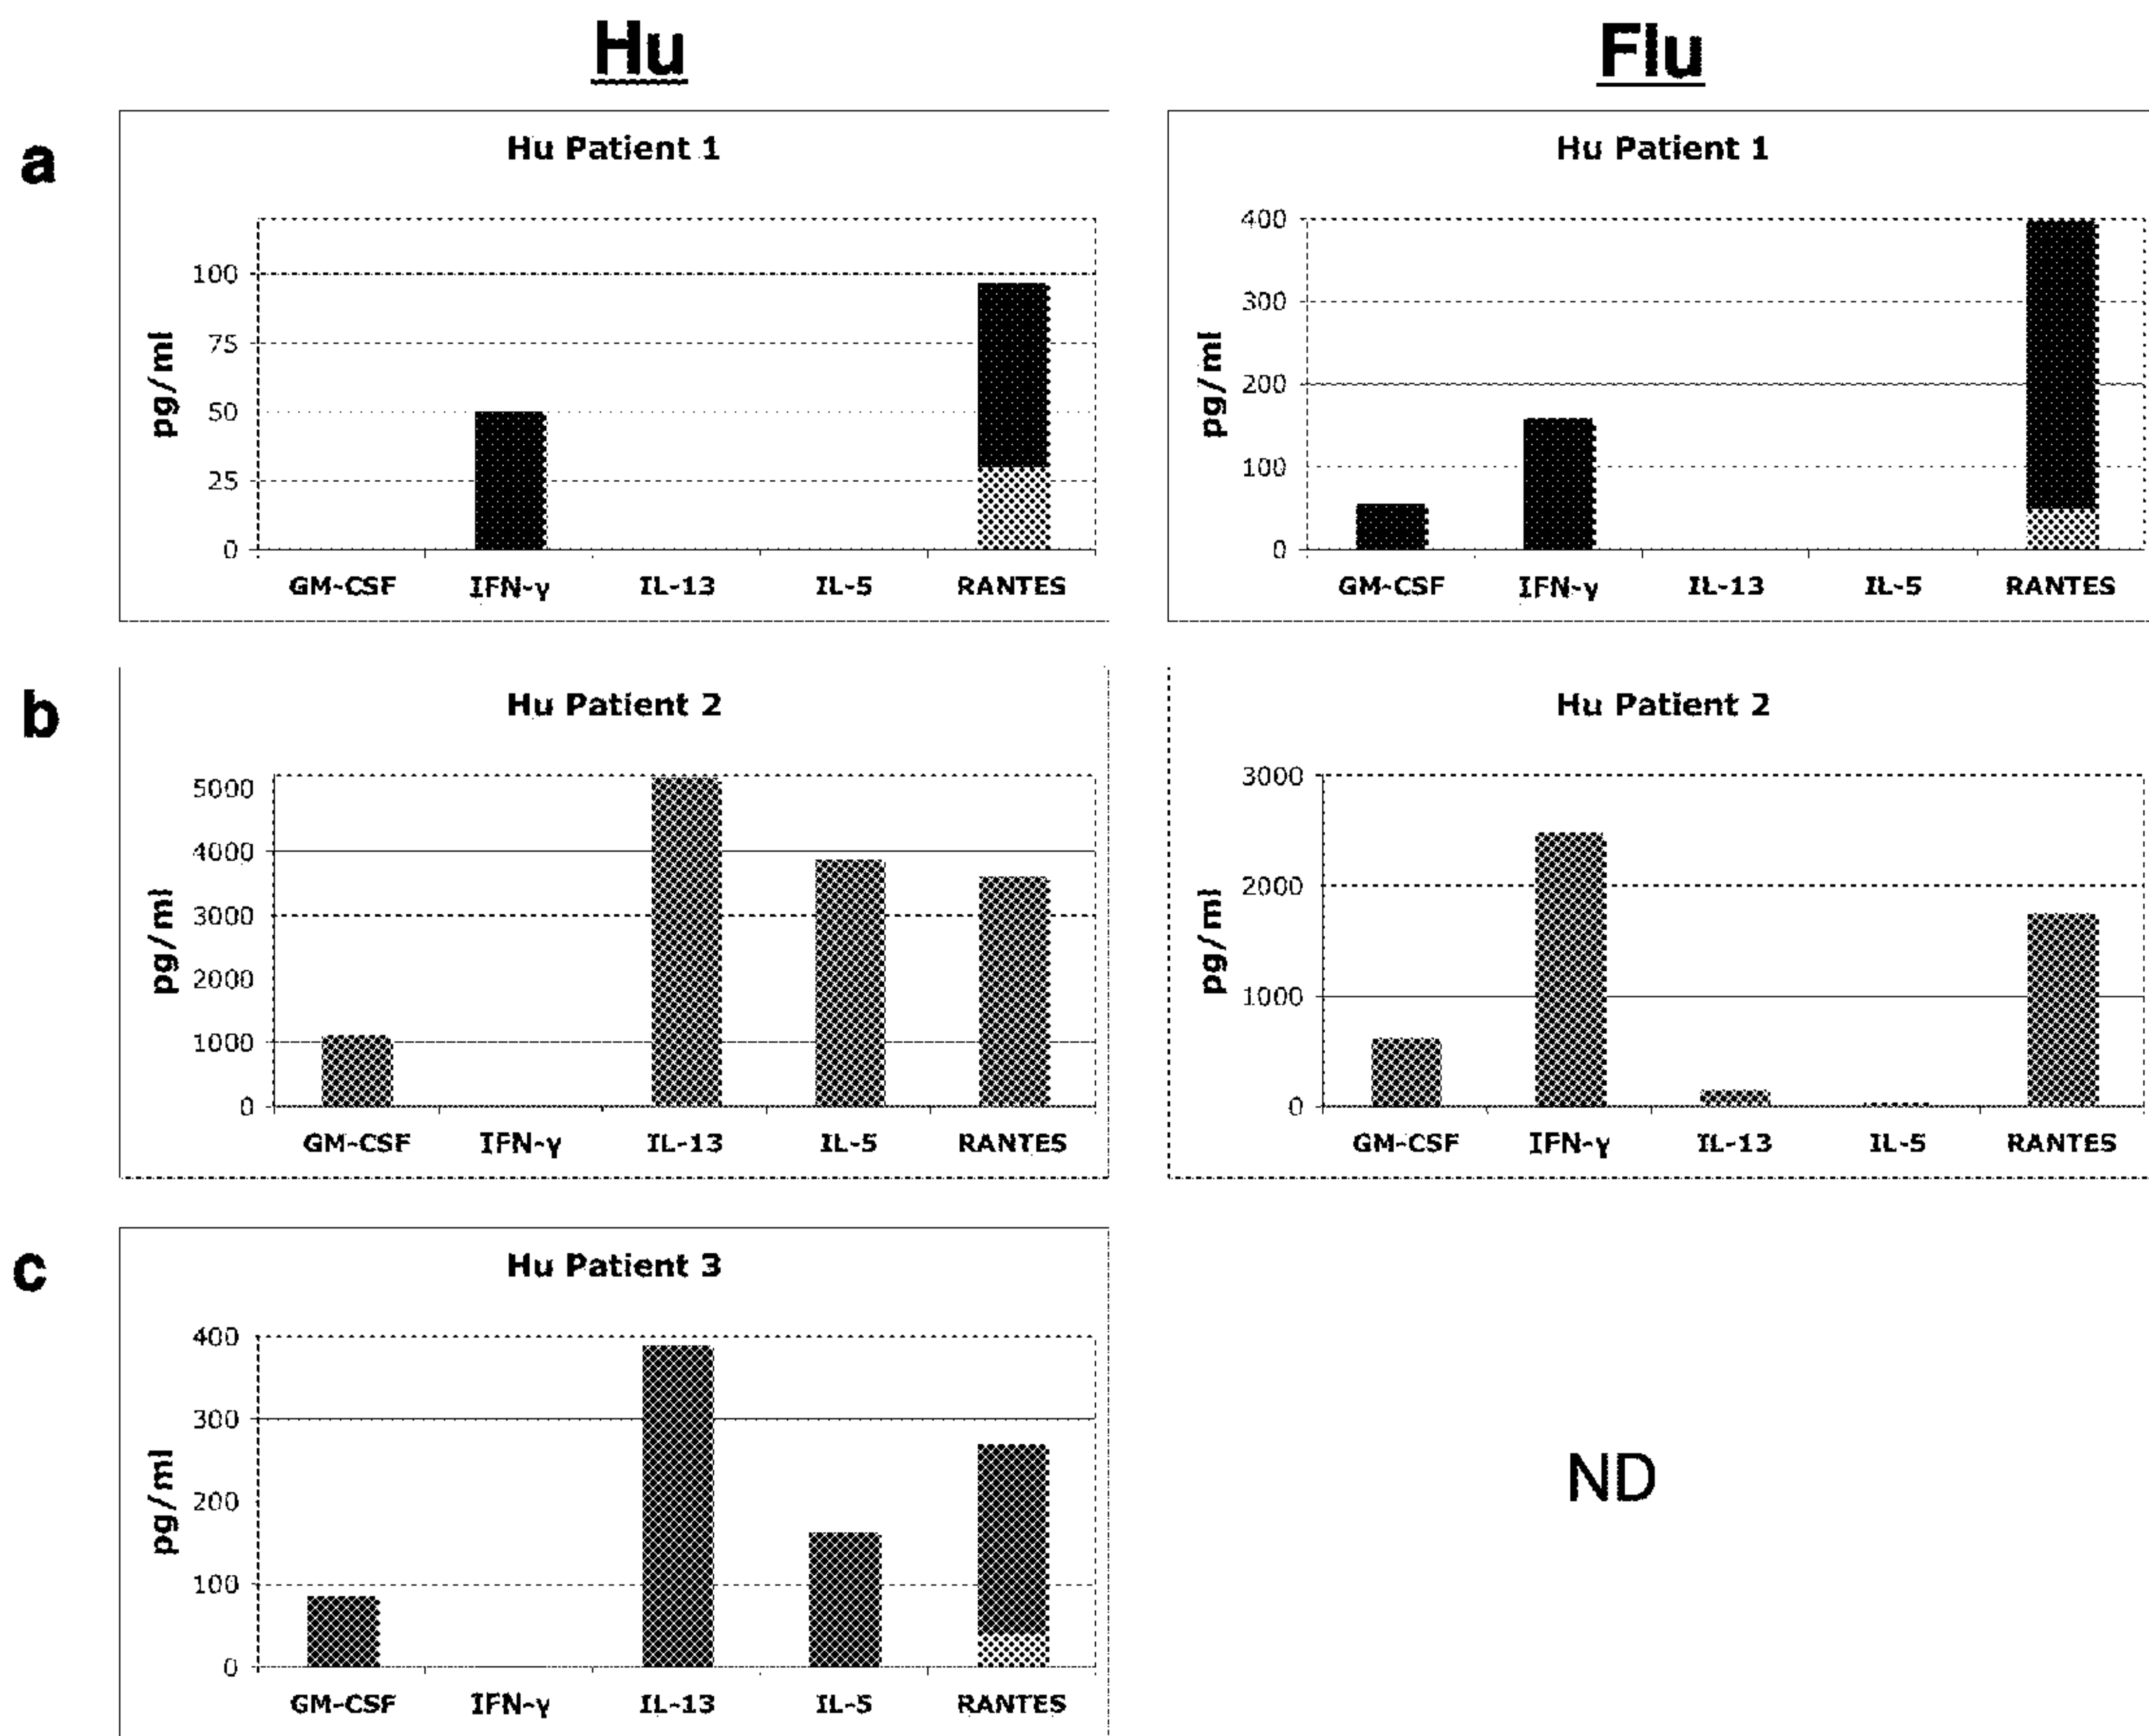 Hu Flu
a
Hu Patient 1
100
75
50
25
0
pg/ml
GM-CSF IFN-γ IL-13 IL-5 RANTES
Hu Patient 1
400
300
200
100
0
pg/ml
GM-CSF IFN-γ IL-13 IL-5 RANTES
b
Hu Patient 2
5000
4000
3000
2000
1000
0
pg/ml
GM-CSF IFN-γ IL-13 IL-5 RANTES
Hu Patient 2
3000
2000
1000
0
pg/ml
GM-CSF IFN-γ IL-13 IL-5 RANTES
c
Hu Patient 3
400
300
200
100
0
pg/ml
GM-CSF IFN-γ IL-13 IL-5 RANTES
ND